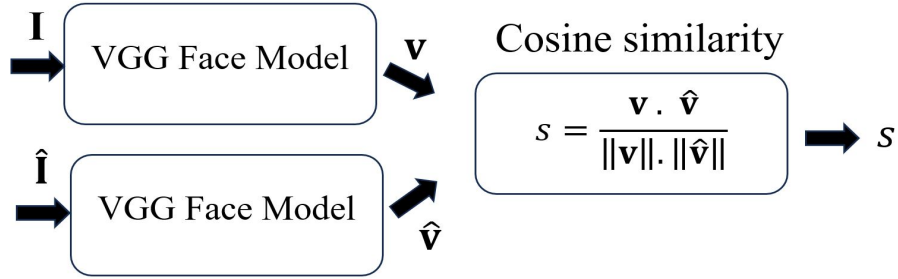 I
VGG Face Model
v
Cosine similarity
s = v . v̂ / ‖v‖. ‖v̂‖
s
Î
VGG Face Model
v̂